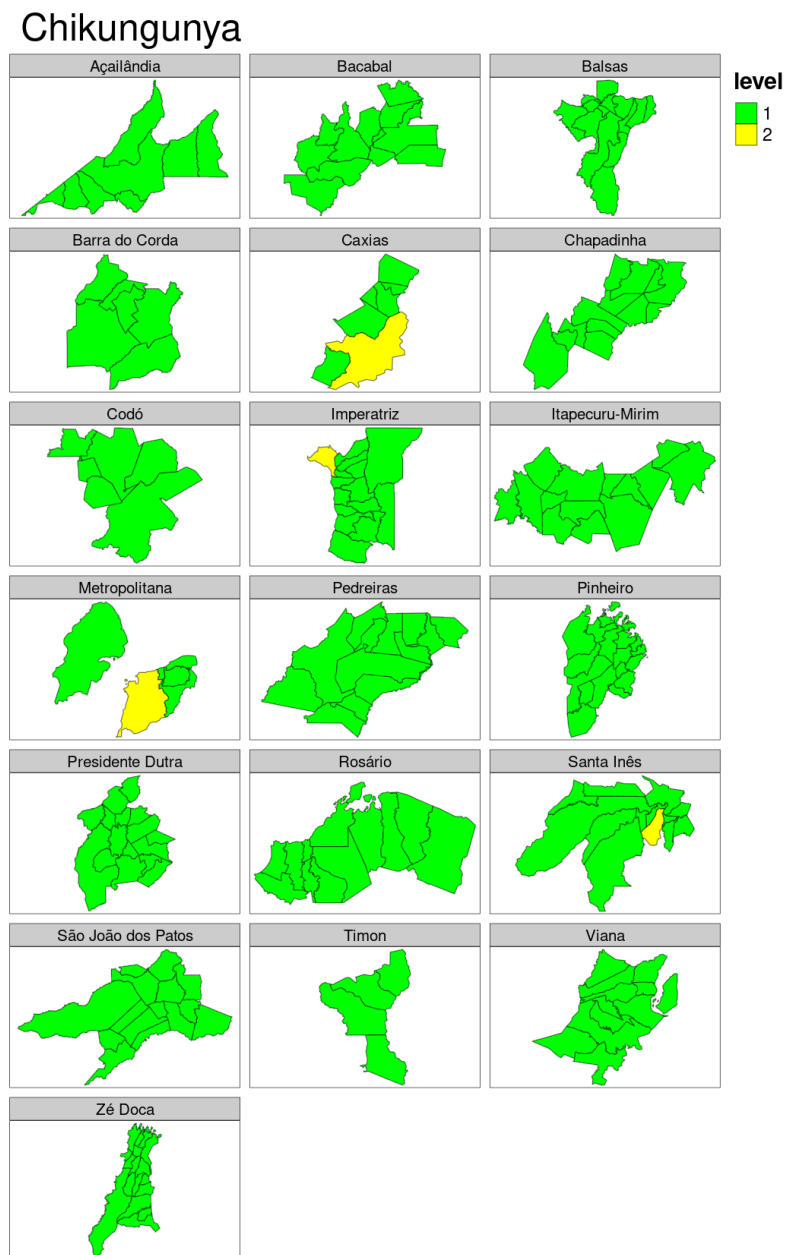 Chikungunya
Açailândia
Bacabal
Balsas
level
1
2
Barra do Corda
Caxias
Chapadinha
Codó
Imperatriz
Itapecuru-Mirim
Metropolitana
Pedreiras
Pinheiro
Presidente Dutra
Rosário
Santa Inês
São João dos Patos
Timon
Viana
Zé Doca